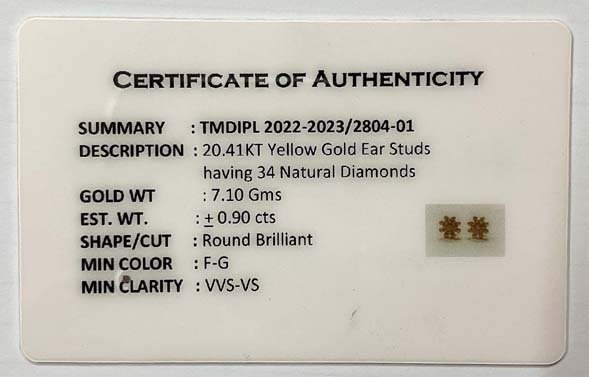 CERTIFICATE OF AUTHENTICITY
SUMMARY : TMDIPL 2022-2023/2804-01
DESCRIPTION : 20.41KT Yellow Gold Ear Studs
having 34 Natural Diamonds
GOLD WT : 7.10 Gms
EST. WT. : ± 0.90 cts
SHAPE/CUT : Round Brilliant
MIN COLOR : F-G
MIN CLARITY : VVS-VS